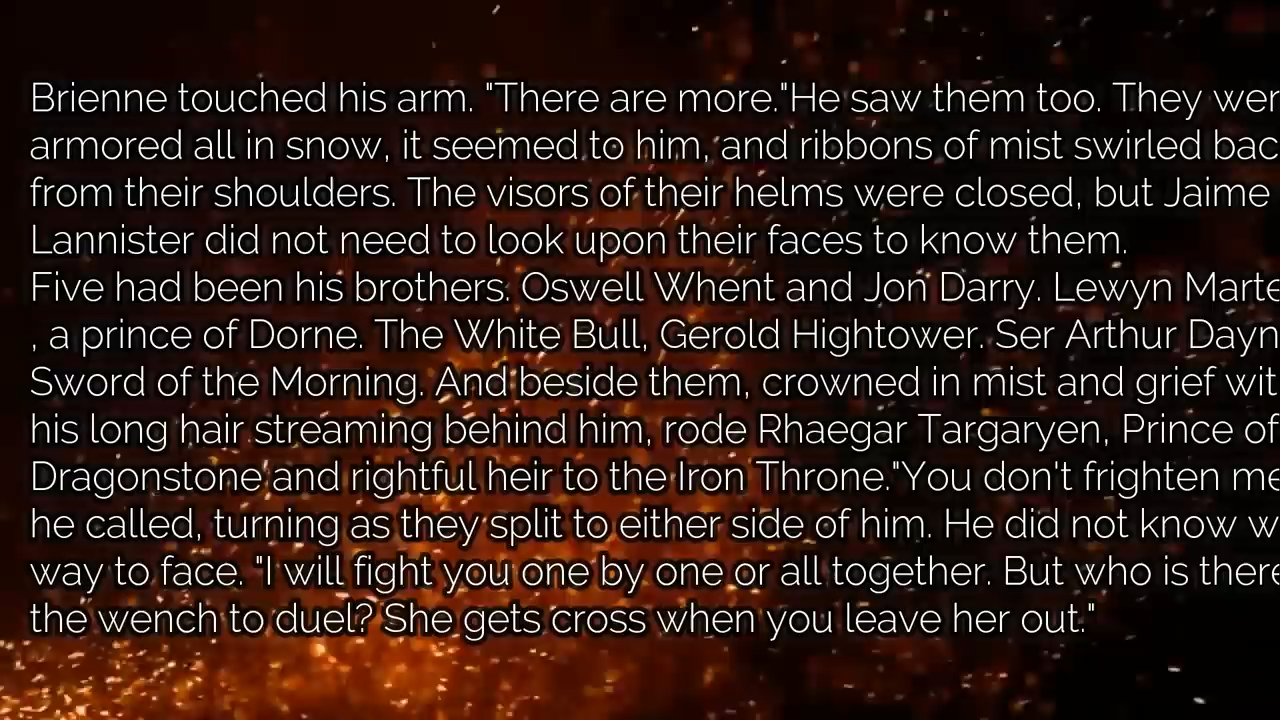 Brienne touched his arm. "There are more."He saw them too. They wer
armored all in snow, it seemed to him, and ribbons of mist swirled bac
from their shoulders. The visors of their helms were closed, but Jaime
Lannister did not need to look upon their faces to know them.
Five had been his brothers. Oswell Whent and Jon Darry. Lewyn Marte
, a prince of Dorne. The White Bull, Gerold Hightower. Ser Arthur Dayn
Sword of the Morning. And beside them, crowned in mist and grief wit
his long hair streaming behind him, rode Rhaegar Targaryen, Prince of
Dragonstone and rightful heir to the Iron Throne."You don't frighten me
he called, turning as they split to either side of him. He did not know w
way to face. "I will fight you one by one or all together. But who is there
the wench to duel? She gets cross when you leave her out."